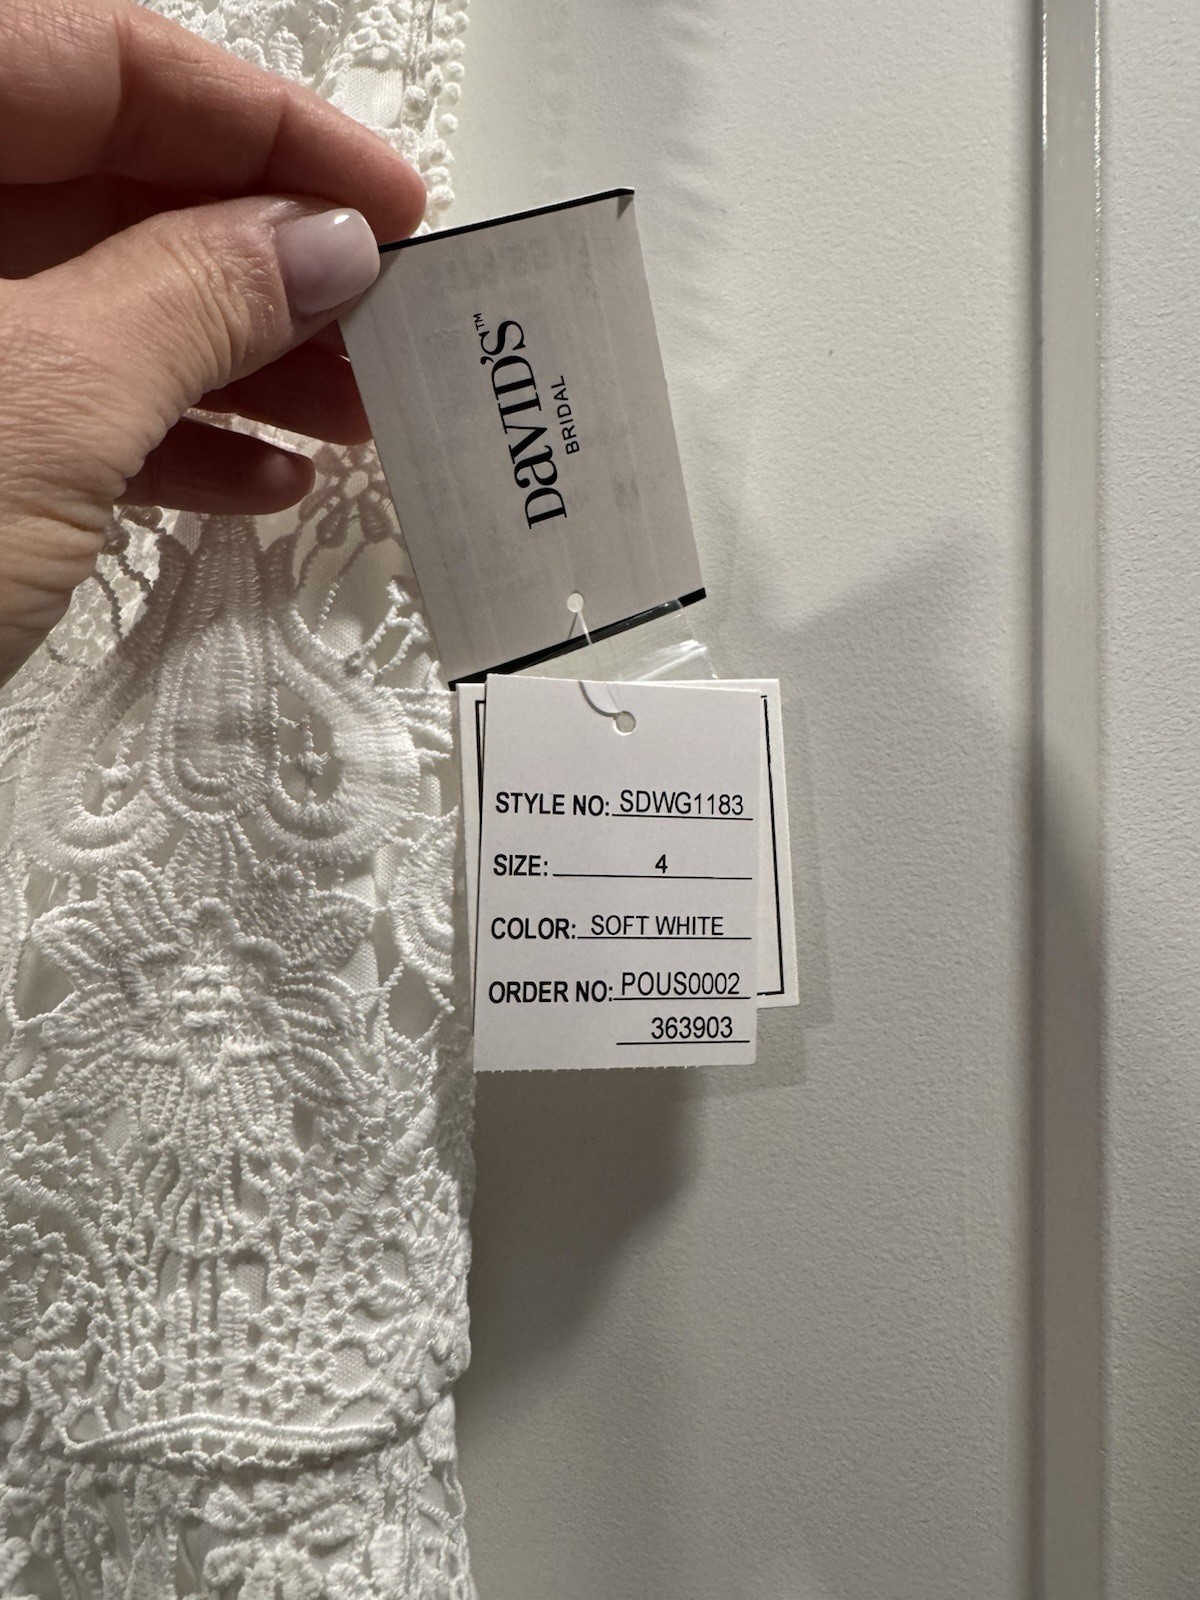 DaVID'S™
BRIDAL
STYLE NO: SDWG1183
SIZE: 4
COLOR: SOFT WHITE
ORDER NO: POUS0002
363903